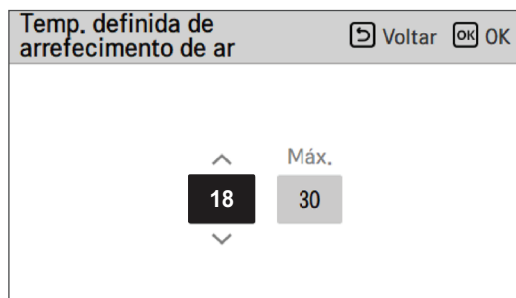 Temp. definida de
arrefecimento de ar
Voltar OK OK
Máx.
18 30